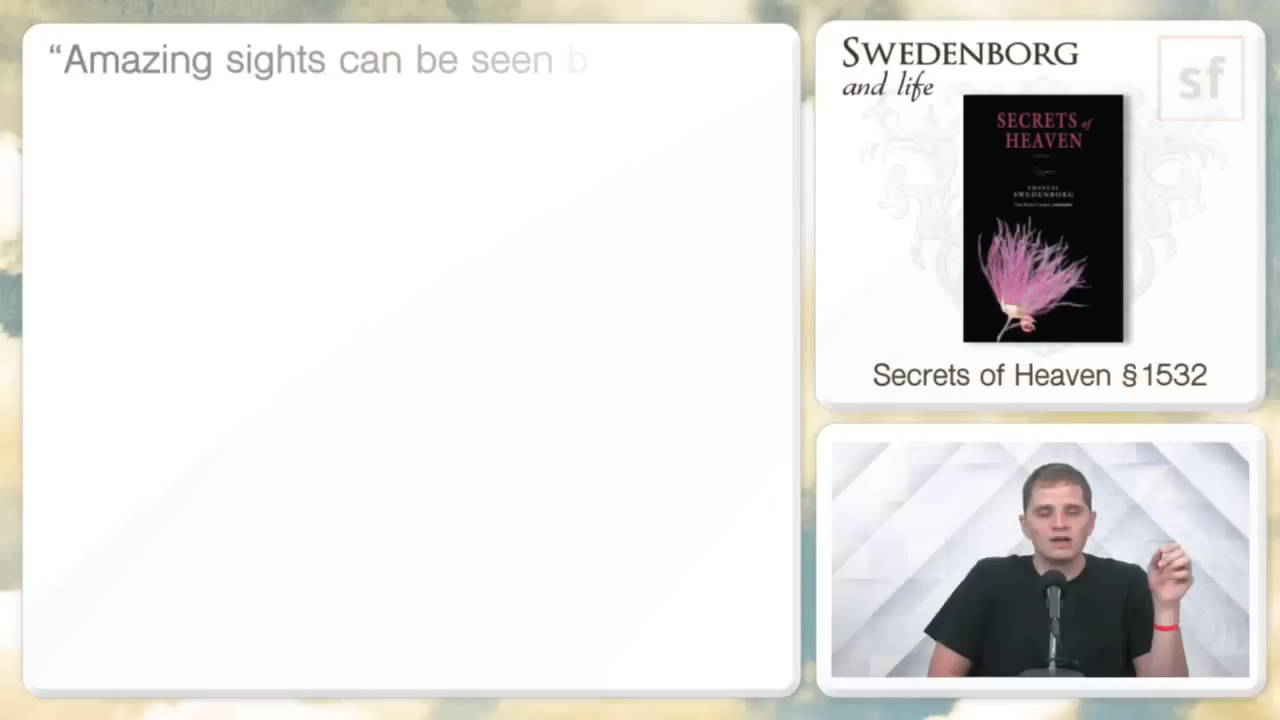 “Amazing sights can be seen b
SWEDENBORG
and life
sf
SECRETS of
HEAVEN
EMANUEL
SWEDENBORG
Secrets of Heaven §1532